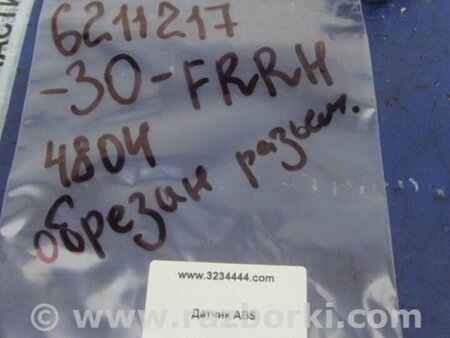 6211217
-30-FRRH
4804
обрезан разъем.
www.3234444.com
Датчик ABS
© www.razborki.com